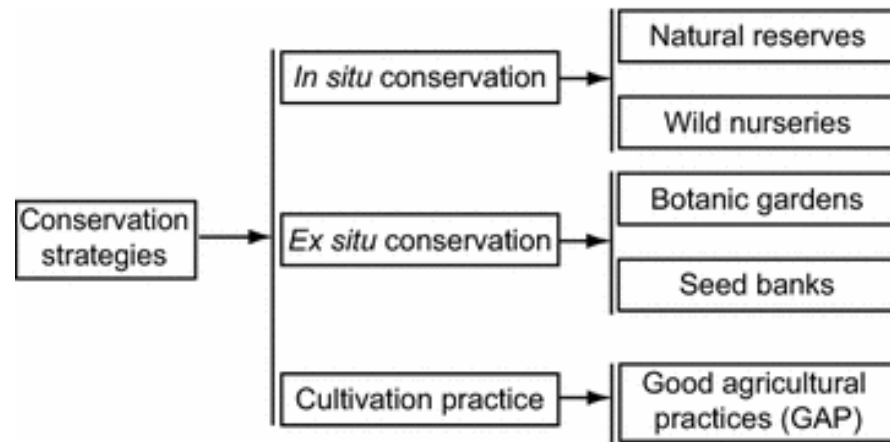 Conservation
strategies
In situ conservation
Natural reserves
Wild nurseries
Ex situ conservation
Botanic gardens
Seed banks
Cultivation practice
Good agricultural
practices (GAP)